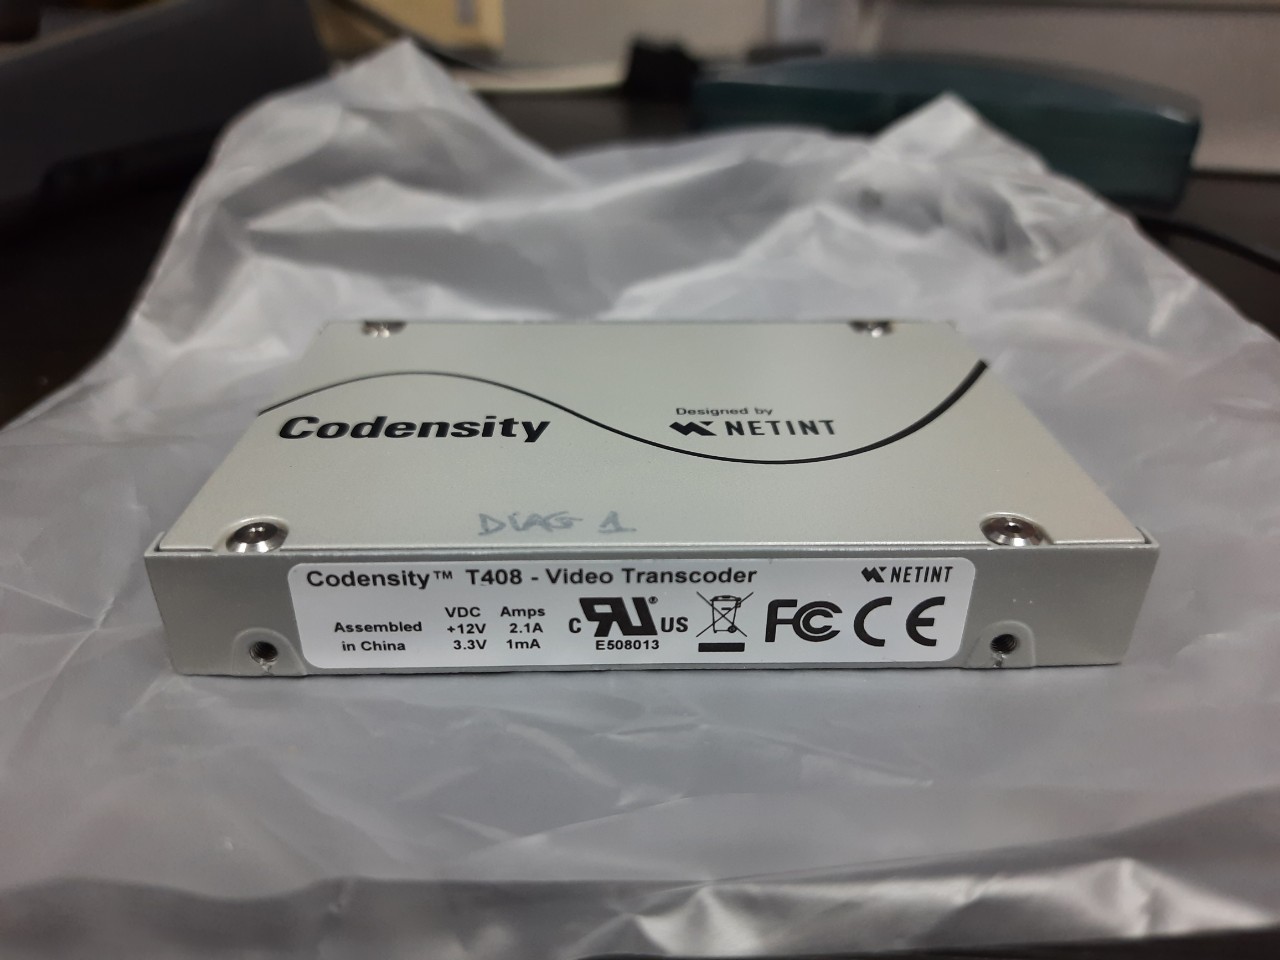 Codensity
Designed by
NETINT
DIAG 1
Codensity™ T408 - Video Transcoder
NETINT
Assembled
in China
VDC Amps
+12V 2.1A
3.3V 1mA
C RU® US
E508013
FC CE